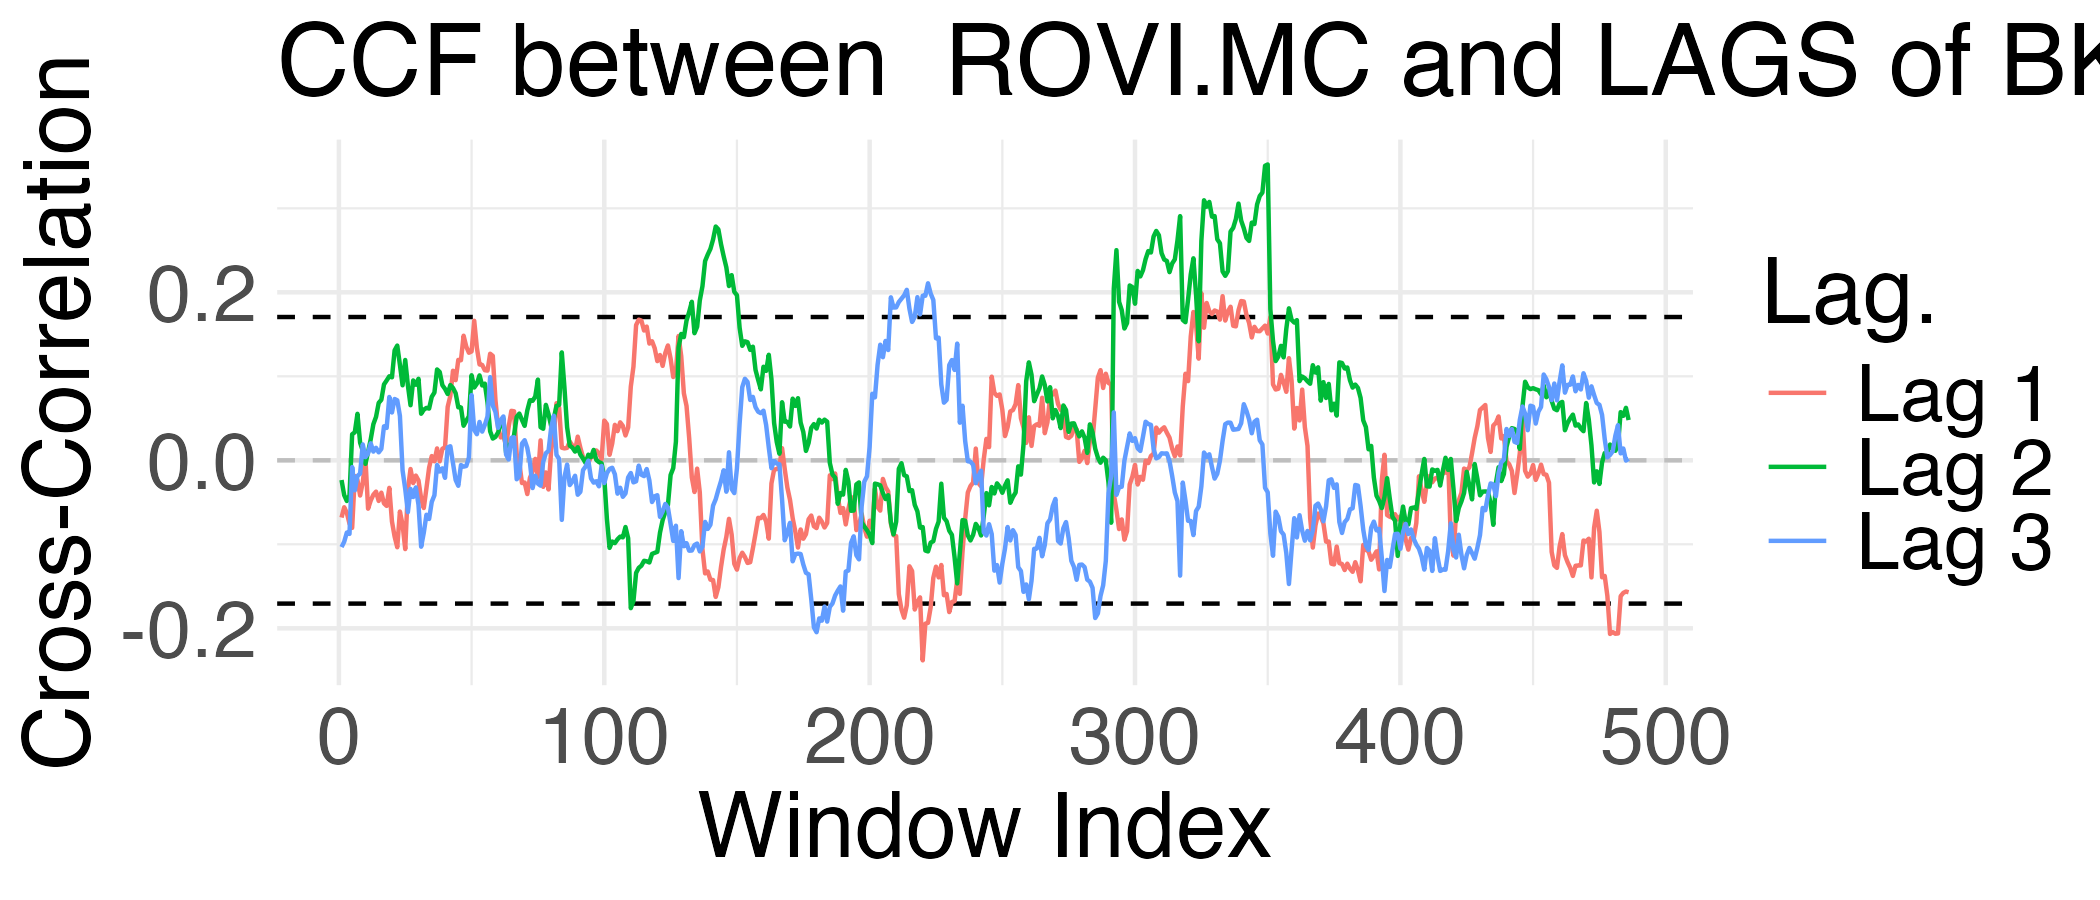 CCF between  ROVI.MC and LAGS of BK
Cross-Correlation
0.2
0.0
-0.2
0 100 200 300 400 500
Window Index
Lag.
Lag 1
Lag 2
Lag 3